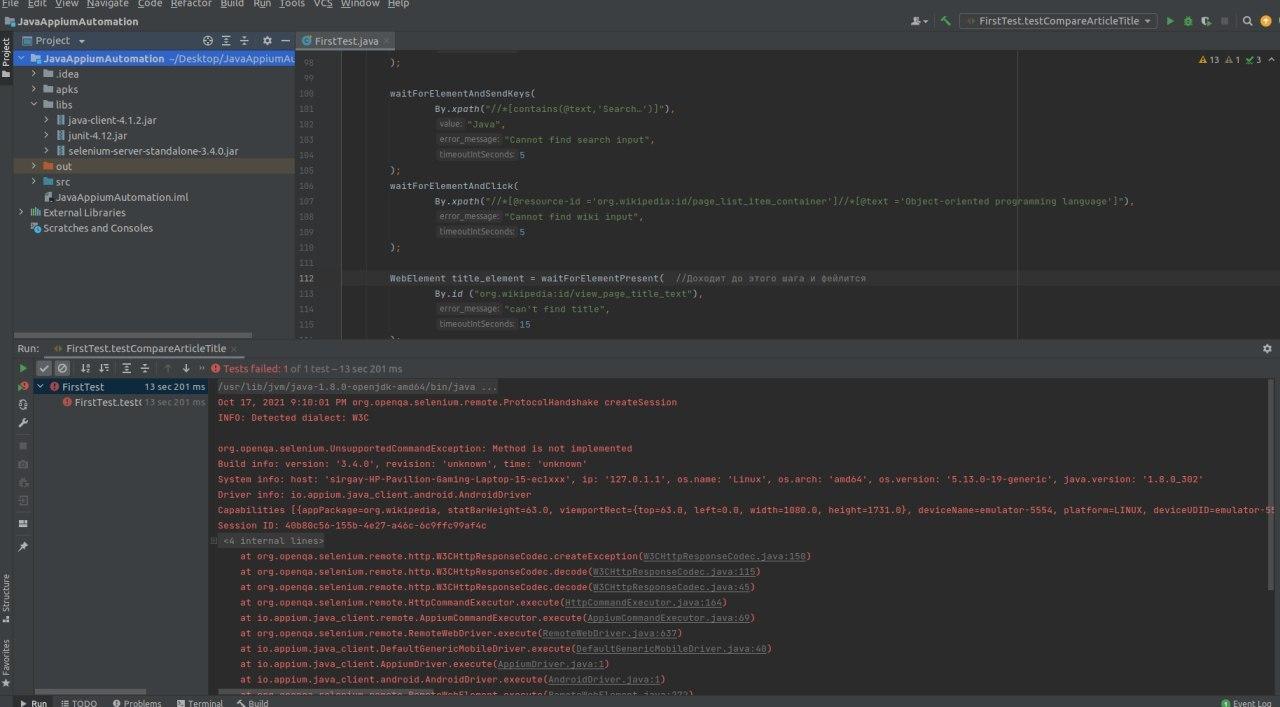 File Edit View Navigate Code Refactor Build Run Tools VCS Window Help
JavaAppiumAutomation
FirstTest.testCompareArticleTitle
Project
FirstTest.java
Project
JavaAppiumAutomation ~/Desktop/JavaAppiumAu
.idea
apks
libs
java-client-4.1.2.jar
junit-4.12.jar
selenium-server-standalone-3.4.0.jar
out
src
JavaAppiumAutomation.iml
External Libraries
Scratches and Consoles
13 1 3
98 );
99
100 waitForElementAndSendKeys(
101 By.xpath("//*[contains(@text,'Search…')]"),
102 value: "Java",
103 error_message: "Cannot find search input",
104 timeoutIntSeconds: 5
105 );
106 waitForElementAndClick(
107 By.xpath("//*[@resource-id ='org.wikipedia:id/page_list_item_container']//*[@text ='Object-oriented programming language']"),
108 error_message: "Cannot find wiki input",
109 timeoutIntSeconds: 5
110 );
111
112 WebElement title_element = waitForElementPresent( //Доходит до этого шага и фейлится
113 By.id ("org.wikipedia:id/view_page_title_text"),
114 error_message: "can't find title",
115 timeoutIntSeconds: 15
Run: FirstTest.testCompareArticleTitle
Tests failed: 1 of 1 test – 13 sec 201 ms
FirstTest 13 sec 201 ms
FirstTest.test 13 sec 201 ms
/usr/lib/jvm/java-1.8.0-openjdk-amd64/bin/java ...
Oct 17, 2021 9:10:01 PM org.openqa.selenium.remote.ProtocolHandshake createSession
INFO: Detected dialect: W3C
org.openqa.selenium.UnsupportedCommandException: Method is not implemented
Build info: version: '3.4.0', revision: 'unknown', time: 'unknown'
System info: host: 'sirgay-HP-Pavilion-Gaming-Laptop-15-ec1xxx', ip: '127.0.1.1', os.name: 'Linux', os.arch: 'amd64', os.version: '5.13.0-19-generic', java.version: '1.8.0_302'
Driver info: io.appium.java_client.android.AndroidDriver
Capabilities [{appPackage=org.wikipedia, statBarHeight=63.0, viewportRect={top=63.0, left=0.0, width=1080.0, height=1731.0}, deviceName=emulator-5554, platform=LINUX, deviceUDID=emulator-55
Session ID: 40b80c56-155b-4e27-a46c-6c9ffc99af4c
<4 internal lines>
at org.openqa.selenium.remote.http.W3CHttpResponseCodec.createException(W3CHttpResponseCodec.java:150)
at org.openqa.selenium.remote.http.W3CHttpResponseCodec.decode(W3CHttpResponseCodec.java:115)
at org.openqa.selenium.remote.http.W3CHttpResponseCodec.decode(W3CHttpResponseCodec.java:45)
at org.openqa.selenium.remote.HttpCommandExecutor.execute(HttpCommandExecutor.java:164)
at io.appium.java_client.remote.AppiumCommandExecutor.execute(AppiumCommandExecutor.java:69)
at org.openqa.selenium.remote.RemoteWebDriver.execute(RemoteWebDriver.java:637)
at io.appium.java_client.DefaultGenericMobileDriver.execute(DefaultGenericMobileDriver.java:40)
at io.appium.java_client.AppiumDriver.execute(AppiumDriver.java:1)
at io.appium.java_client.android.AndroidDriver.execute(AndroidDriver.java:1)
at org.openqa.selenium.remote.RemoteWebElement.execute(RemoteWebElement.java:272)
Structure
Favorites
Run TODO Problems Terminal Build Event Log